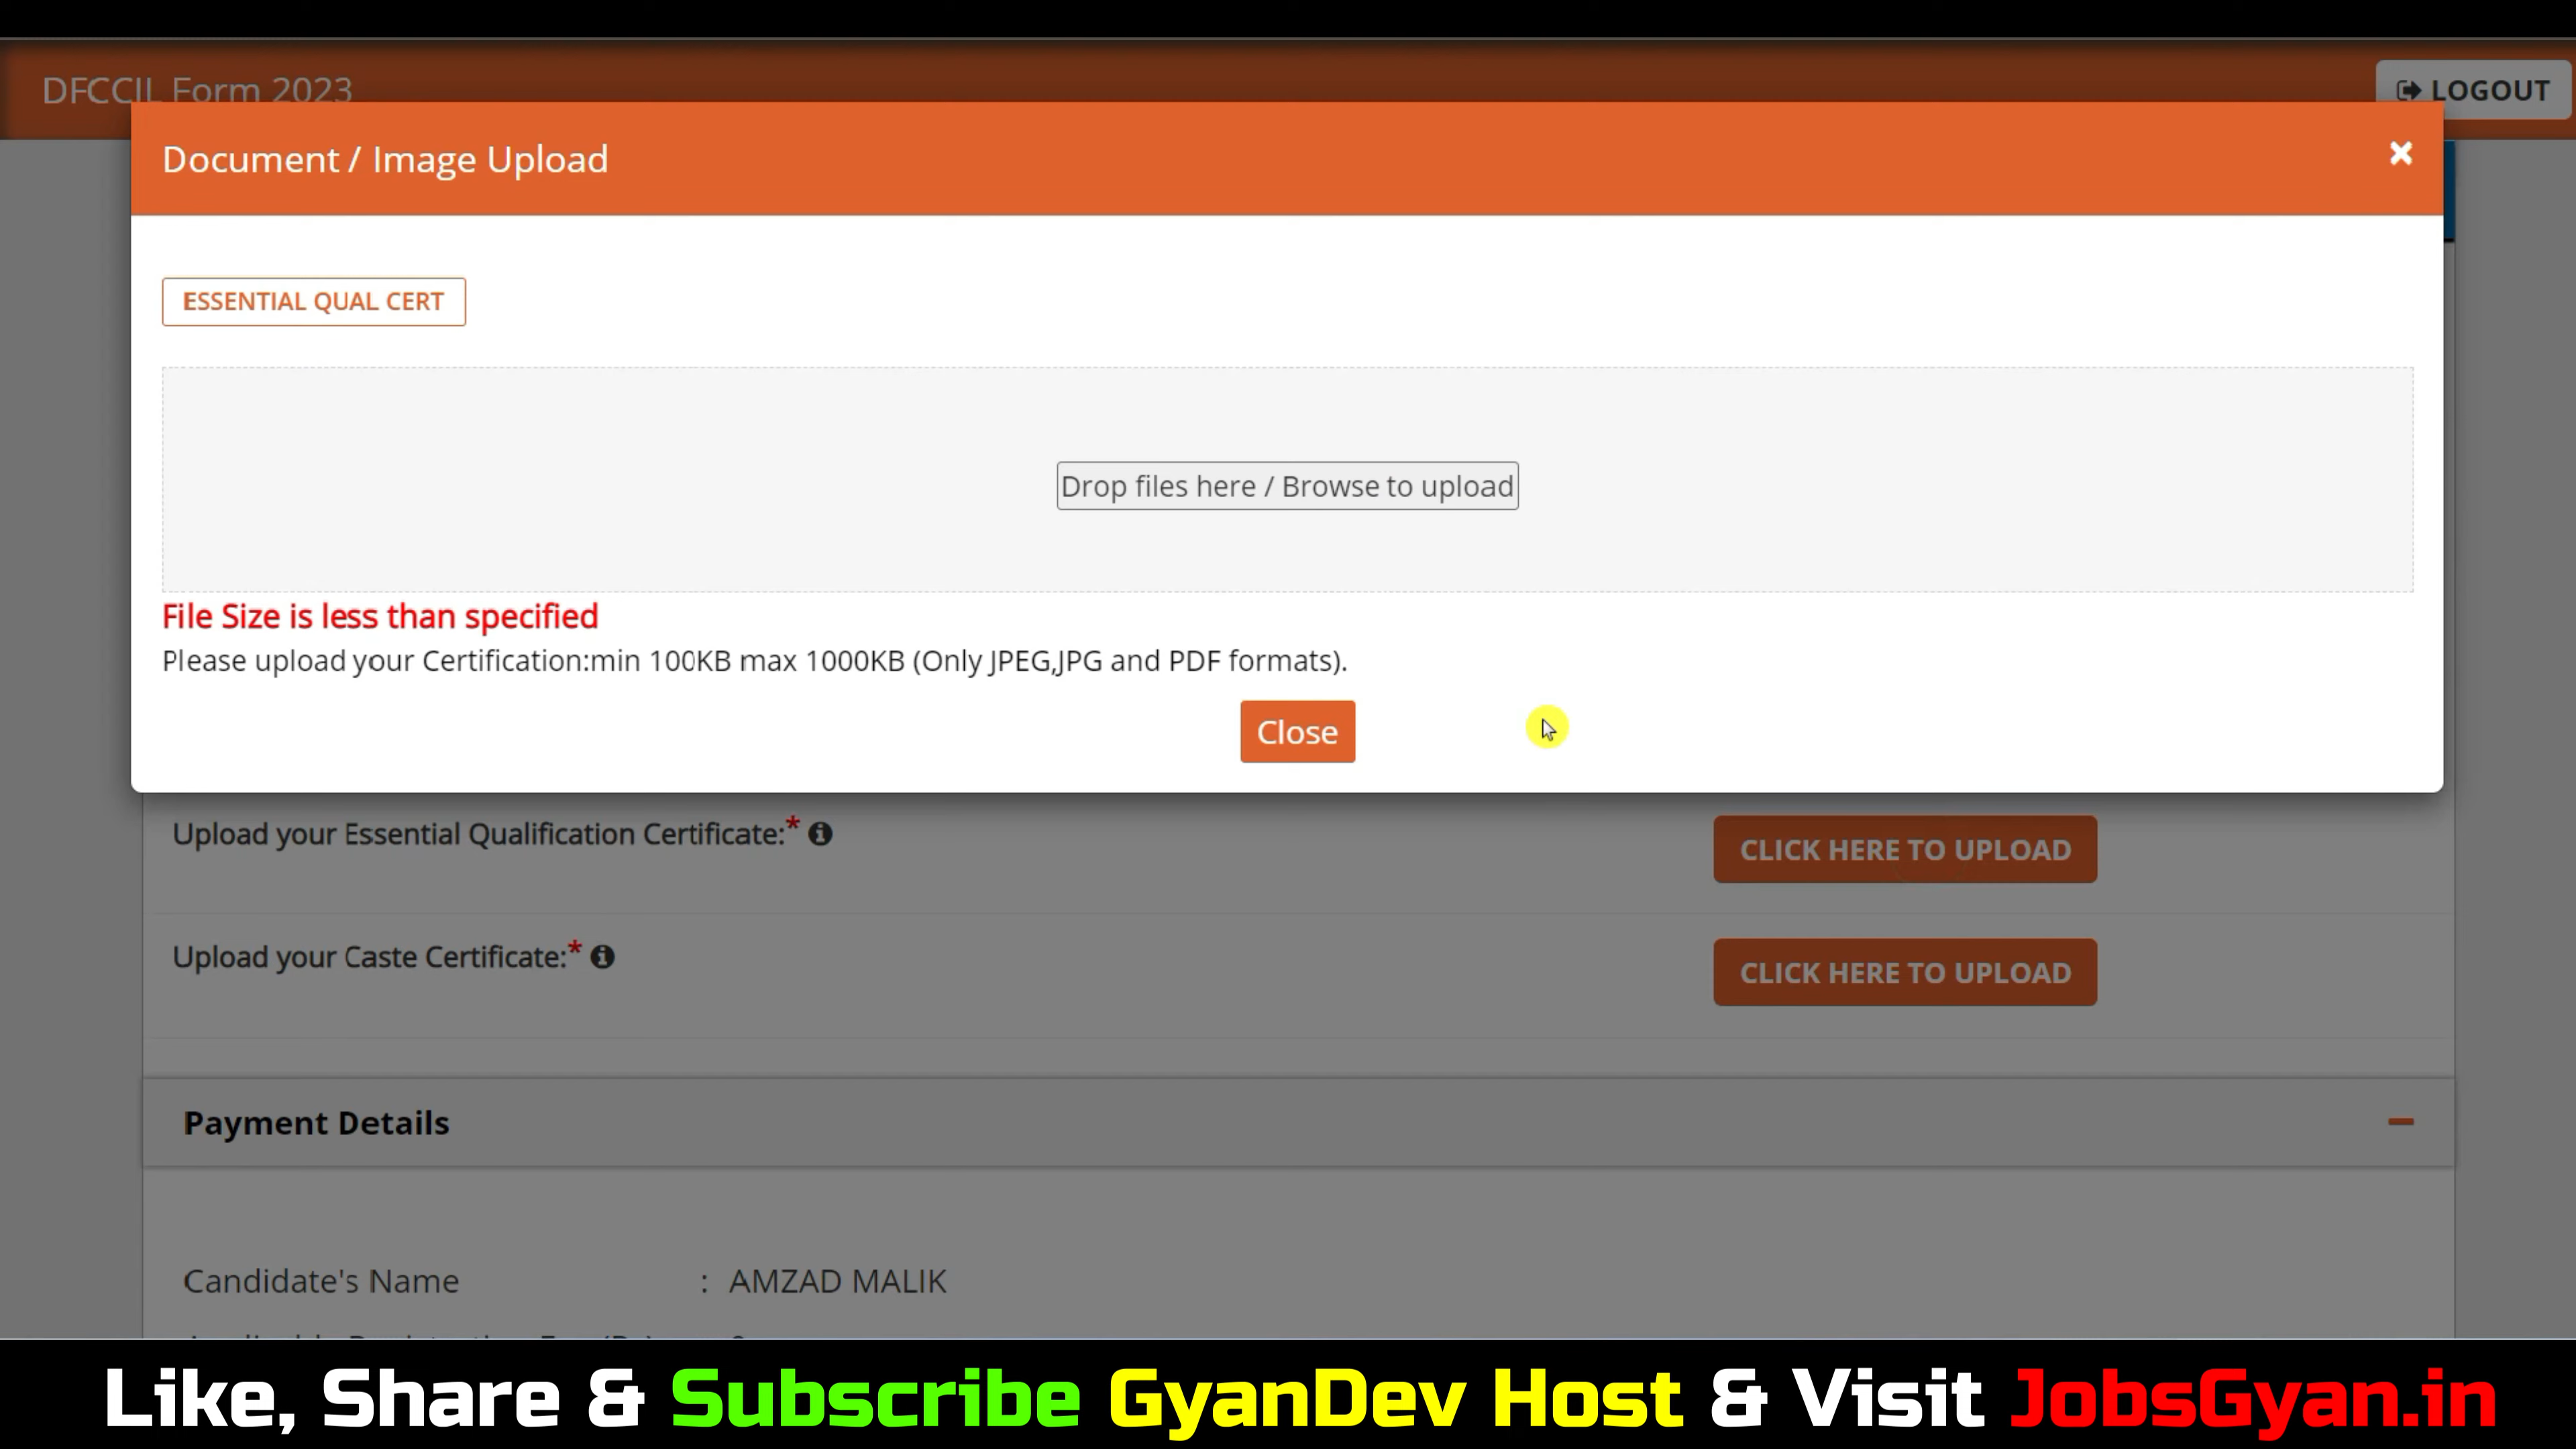 DFCCIL Form 2023
LOGOUT
Document / Image Upload
ESSENTIAL QUAL CERT
Drop files here / Browse to upload
File Size is less than specified
Please upload your Certification:min 100KB max 1000KB (Only JPEG,JPG and PDF formats).
Close
Upload your Essential Qualification Certificate:*
CLICK HERE TO UPLOAD
Upload your Caste Certificate:*
CLICK HERE TO UPLOAD
Payment Details
Candidate's Name : AMZAD MALIK
Like, Share & Subscribe GyanDev Host & Visit JobsGyan.in